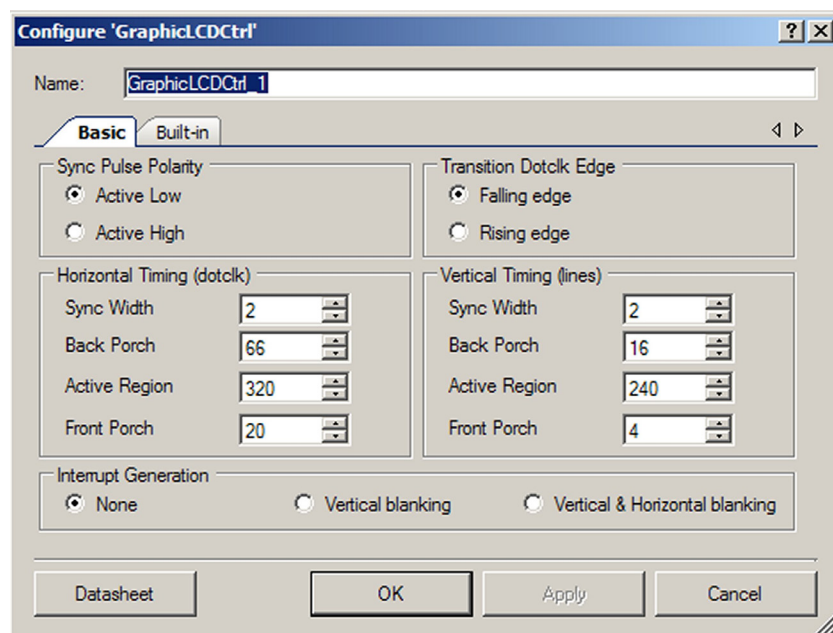 Configure 'GraphicLCDCtrl'
Name: GraphicLCDCtrl_1
Basic Built-in
Sync Pulse Polarity
Active Low
Active High
Transition Dotclk Edge
Falling edge
Rising edge
Horizontal Timing (dotclk)
Sync Width 2
Back Porch 66
Active Region 320
Front Porch 20
Vertical Timing (lines)
Sync Width 2
Back Porch 16
Active Region 240
Front Porch 4
Interrupt Generation
None Vertical blanking Vertical & Horizontal blanking
Datasheet OK Apply Cancel